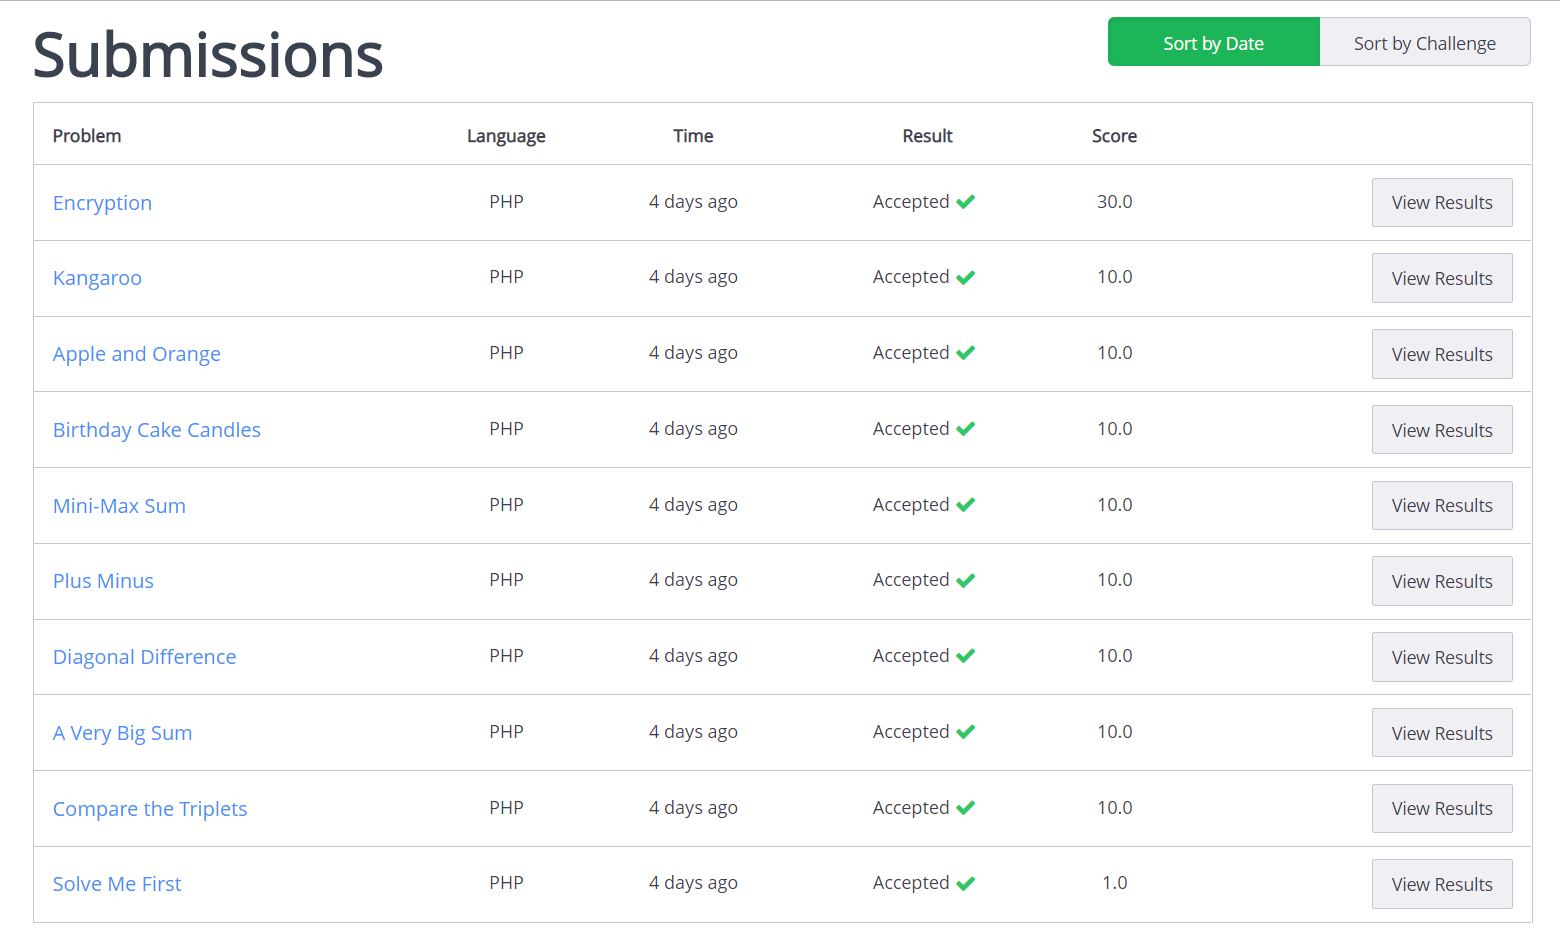 Submissions
Sort by Date Sort by Challenge
Problem Language Time Result Score
Encryption PHP 4 days ago Accepted 30.0 View Results
Kangaroo PHP 4 days ago Accepted 10.0 View Results
Apple and Orange PHP 4 days ago Accepted 10.0 View Results
Birthday Cake Candles PHP 4 days ago Accepted 10.0 View Results
Mini-Max Sum PHP 4 days ago Accepted 10.0 View Results
Plus Minus PHP 4 days ago Accepted 10.0 View Results
Diagonal Difference PHP 4 days ago Accepted 10.0 View Results
A Very Big Sum PHP 4 days ago Accepted 10.0 View Results
Compare the Triplets PHP 4 days ago Accepted 10.0 View Results
Solve Me First PHP 4 days ago Accepted 1.0 View Results